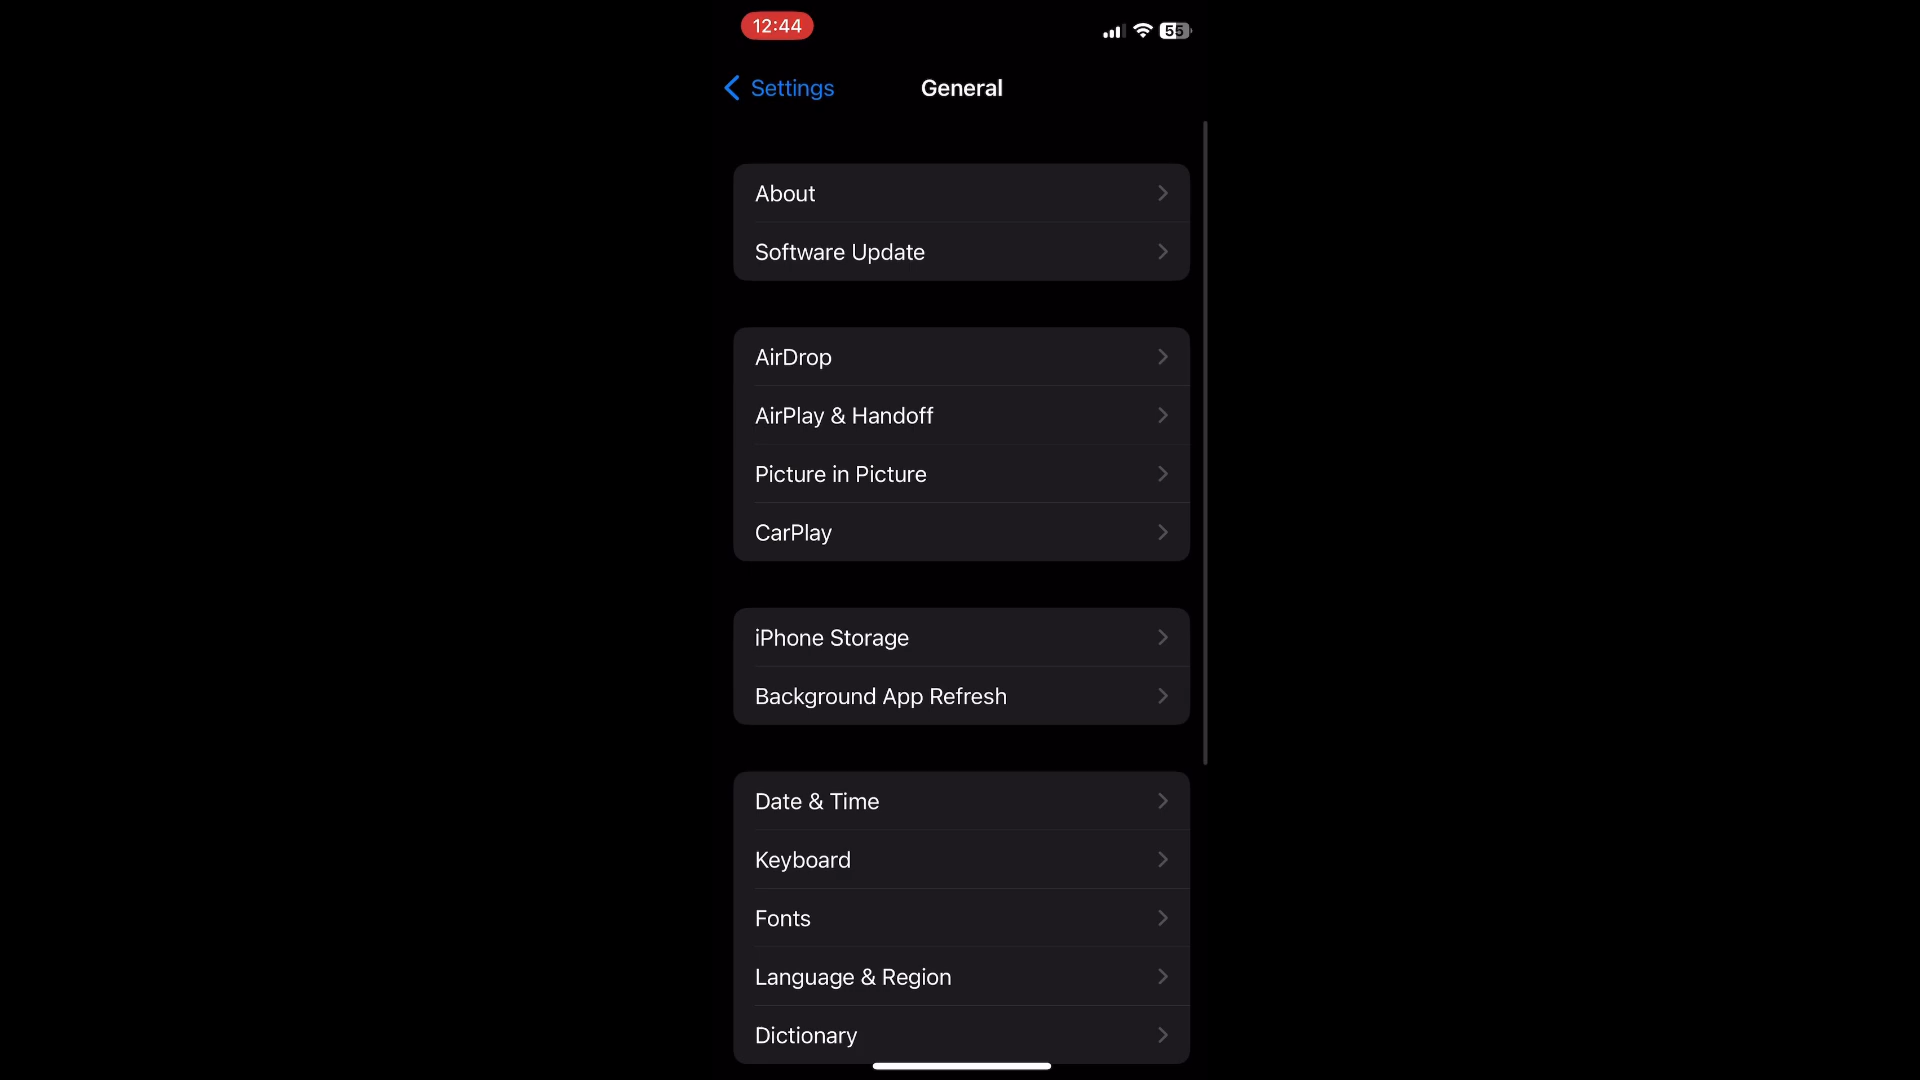 12:44
55
Settings
General
About
Software Update
AirDrop
AirPlay & Handoff
Picture in Picture
CarPlay
iPhone Storage
Background App Refresh
Date & Time
Keyboard
Fonts
Language & Region
Dictionary